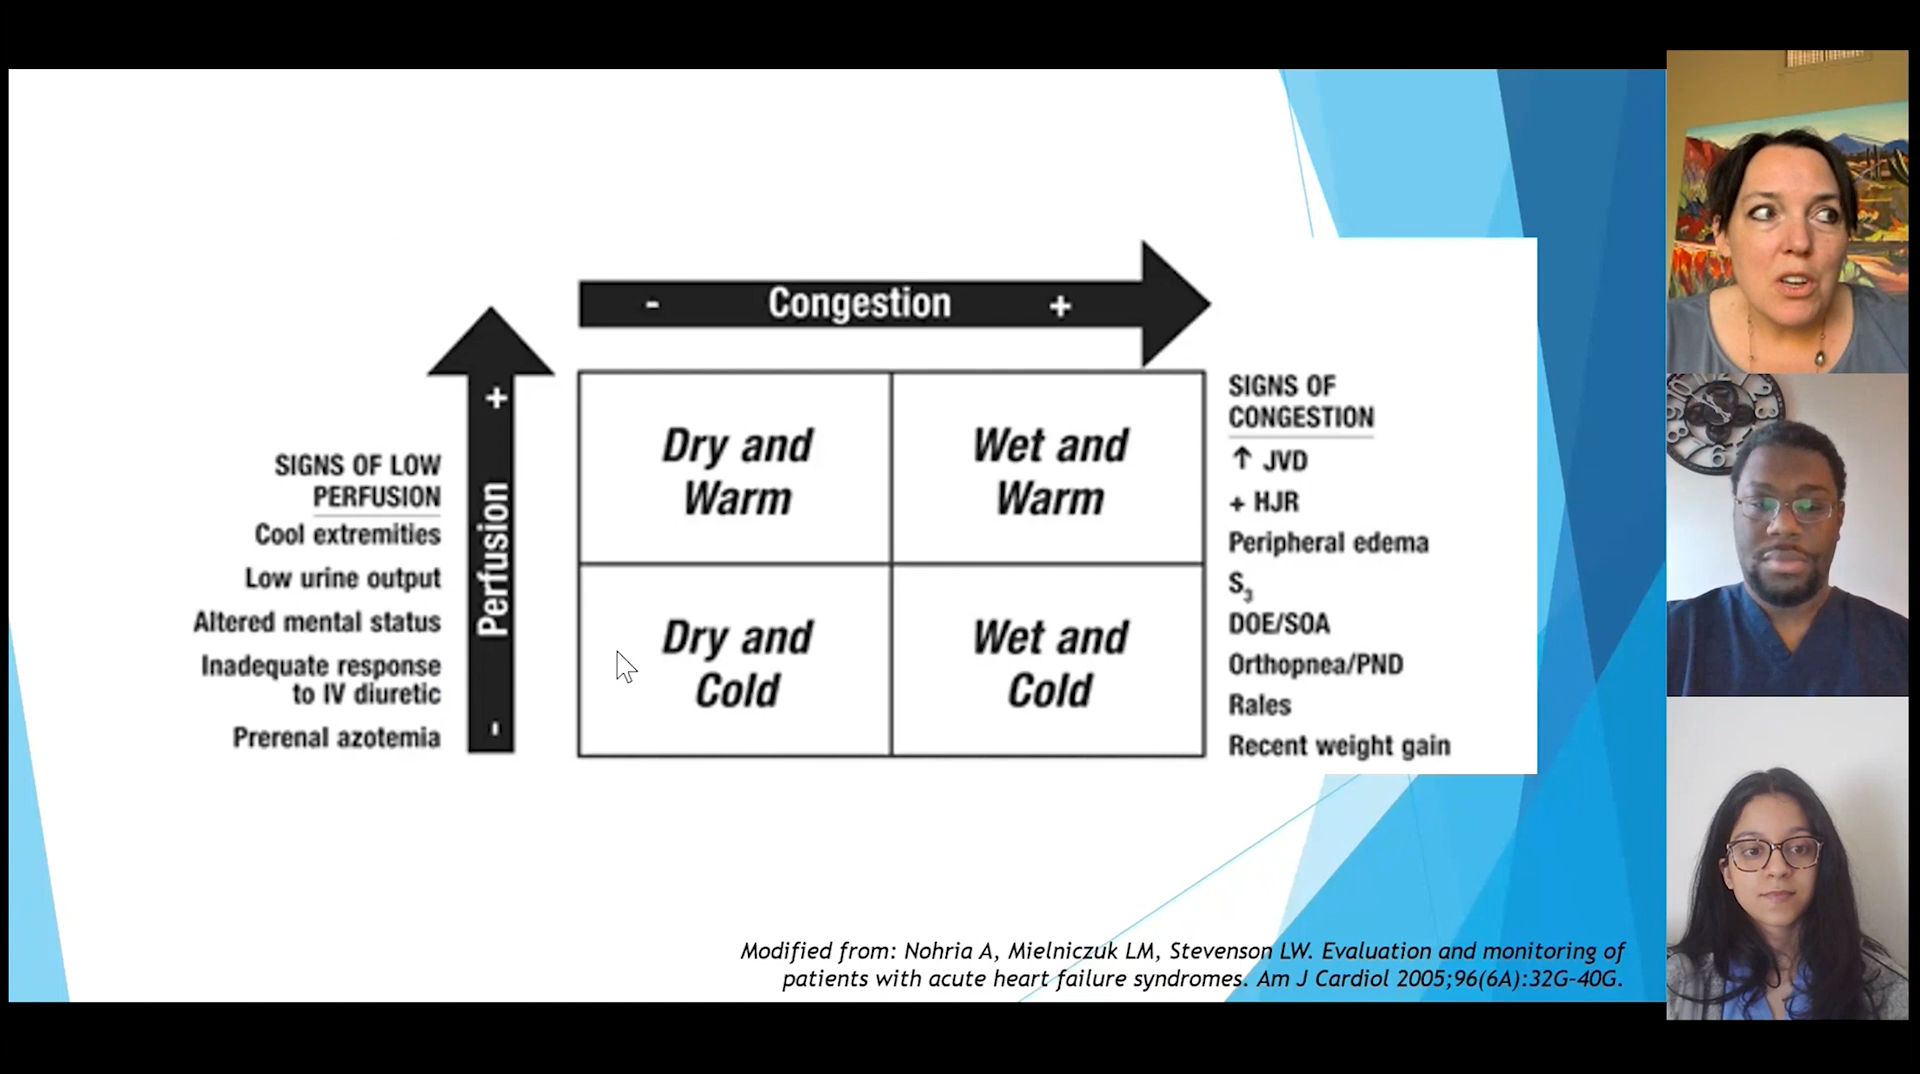 - Congestion +
+ Perfusion -
SIGNS OF LOW
PERFUSION
Cool extremities
Low urine output
Altered mental status
Inadequate response
to IV diuretic
Prerenal azotemia
Dry and
Warm
Wet and
Warm
Dry and
Cold
Wet and
Cold
SIGNS OF
CONGESTION
↑ JVD
+ HJR
Peripheral edema
S3
DOE/SOA
Orthopnea/PND
Rales
Recent weight gain
Modified from: Nohria A, Mielniczuk LM, Stevenson LW. Evaluation and monitoring of
patients with acute heart failure syndromes. Am J Cardiol 2005;96(6A):32G-40G.